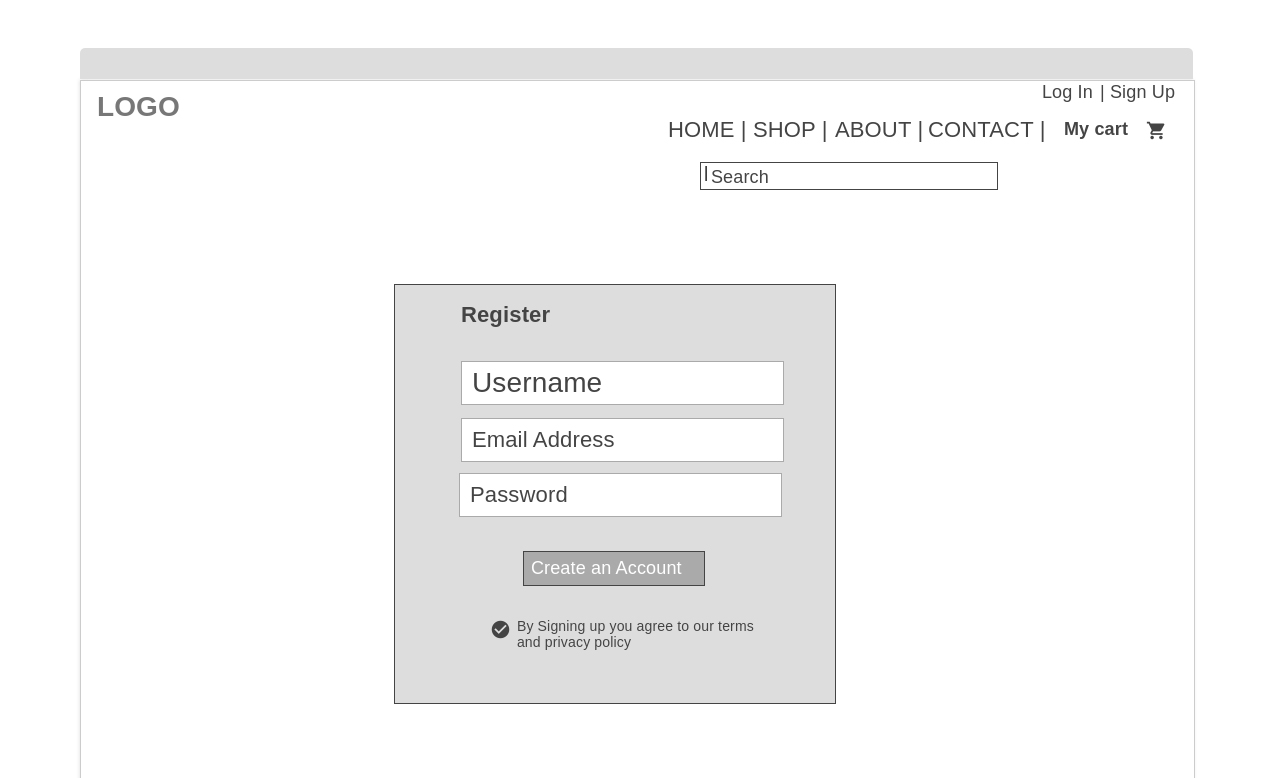 Log In | Sign Up
LOGO
HOME | SHOP | ABOUT | CONTACT | My cart
Search
Register
Username
Email Address
Password
Create an Account
By Signing up you agree to our terms
and privacy policy